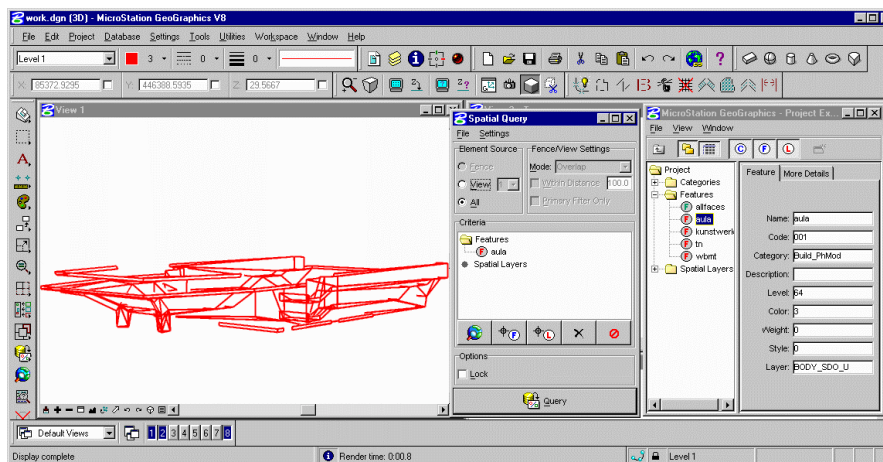 work.dgn (3D) - MicroStation GeoGraphics V8
File Edit Project Database Settings Tools Utilities Workspace Window Help
Level 1 3 0 0
X: 85372.9295 Y: 446388.5935 Z: 29.5667
View 1
Spatial Query
File Settings
Element Source
Fence
View 1
All
Fence/View Settings
Mode: Overlap
Within Distance 100.0
Primary Filter Only
Criteria
Features
aula
Spatial Layers
Options
Lock
Query
MicroStation GeoGraphics - Project Ex...
File View Window
C F L
Project
Categories
Features
allfaces
aula
kunstwerk
tn
wbmt
Spatial Layers
Feature More Details
Name: aula
Code: 001
Category: Build_PhMod
Description:
Level: 64
Color: 3
Weight: 0
Style: 0
Layer: BODY_SDO_U
Default Views 1 2 3 4 5 6 7 8
Display complete Render time: 0:00.8 Level 1